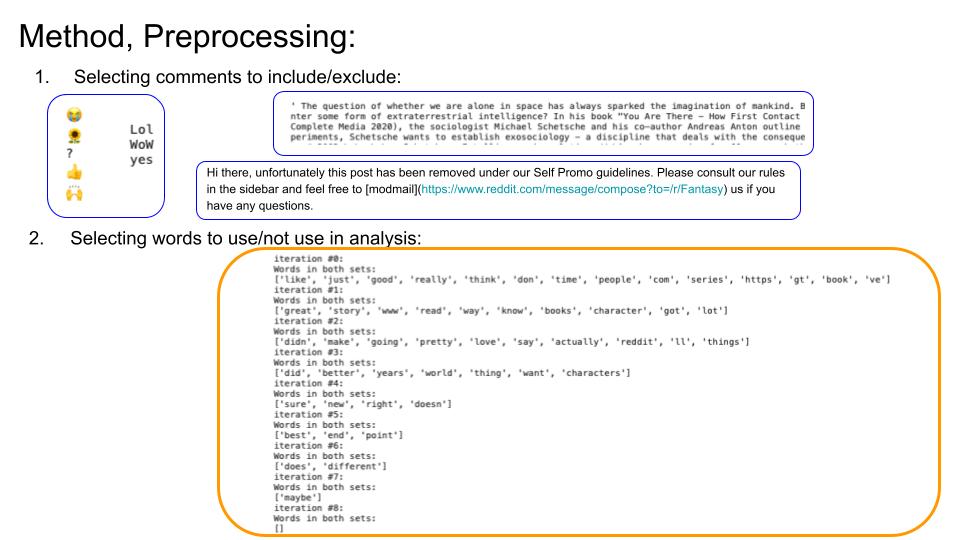 Method, Preprocessing:
1. Selecting comments to include/exclude:
😭
🌻
?
👍
🙌
Lol
WoW
yes
' The question of whether we are alone in space has always sparked the imagination of mankind. B
nter some form of extraterrestrial intelligence? In his book "You Are There – How First Contact
Complete Media 2020), the sociologist Michael Schetsche and his co-author Andreas Anton outline
periments, Schetsche wants to establish exosociology – a discipline that deals with the conseque
Hi there, unfortunately this post has been removed under our Self Promo guidelines. Please consult our rules
in the sidebar and feel free to [modmail](https://www.reddit.com/message/compose?to=/r/Fantasy) us if you
have any questions.
2. Selecting words to use/not use in analysis:
iteration #0:
Words in both sets:
['like', 'just', 'good', 'really', 'think', 'don', 'time', 'people', 'com', 'series', 'https', 'gt', 'book', 've']
iteration #1:
Words in both sets:
['great', 'story', 'www', 'read', 'way', 'know', 'books', 'character', 'got', 'lot']
iteration #2:
Words in both sets:
['didn', 'make', 'going', 'pretty', 'love', 'say', 'actually', 'reddit', 'll', 'things']
iteration #3:
Words in both sets:
['did', 'better', 'years', 'world', 'thing', 'want', 'characters']
iteration #4:
Words in both sets:
['sure', 'new', 'right', 'doesn']
iteration #5:
Words in both sets:
['best', 'end', 'point']
iteration #6:
Words in both sets:
['does', 'different']
iteration #7:
Words in both sets:
['maybe']
iteration #8:
Words in both sets:
[]